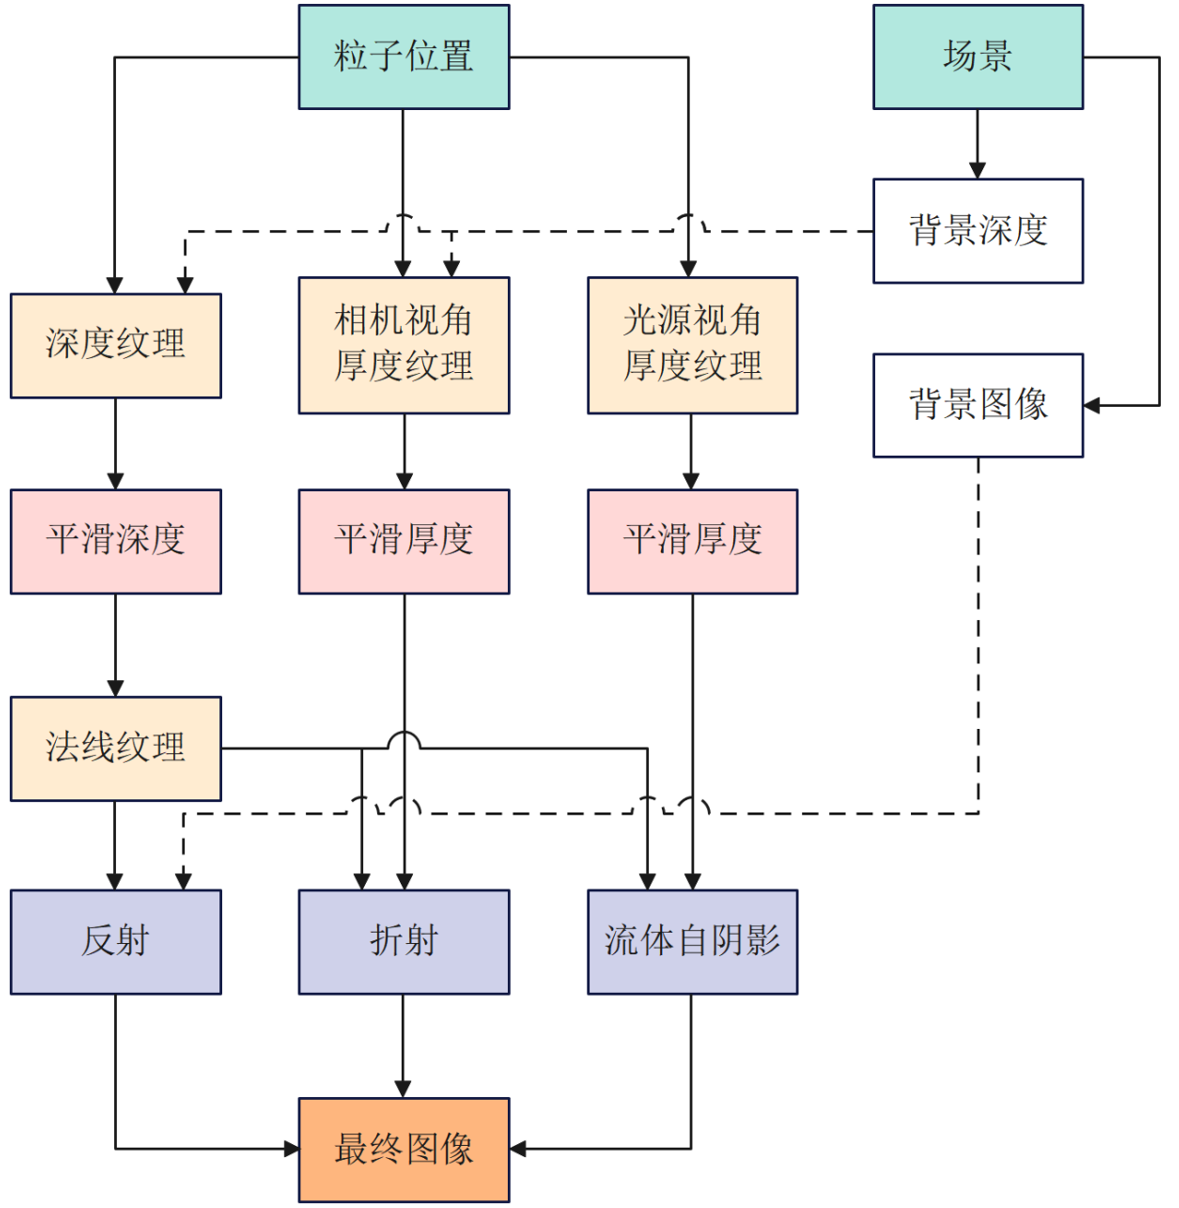 粒子位置
场景
背景深度
深度纹理
相机视角
厚度纹理
光源视角
厚度纹理
背景图像
平滑深度
平滑厚度
平滑厚度
法线纹理
反射
折射
流体自阴影
最终图像